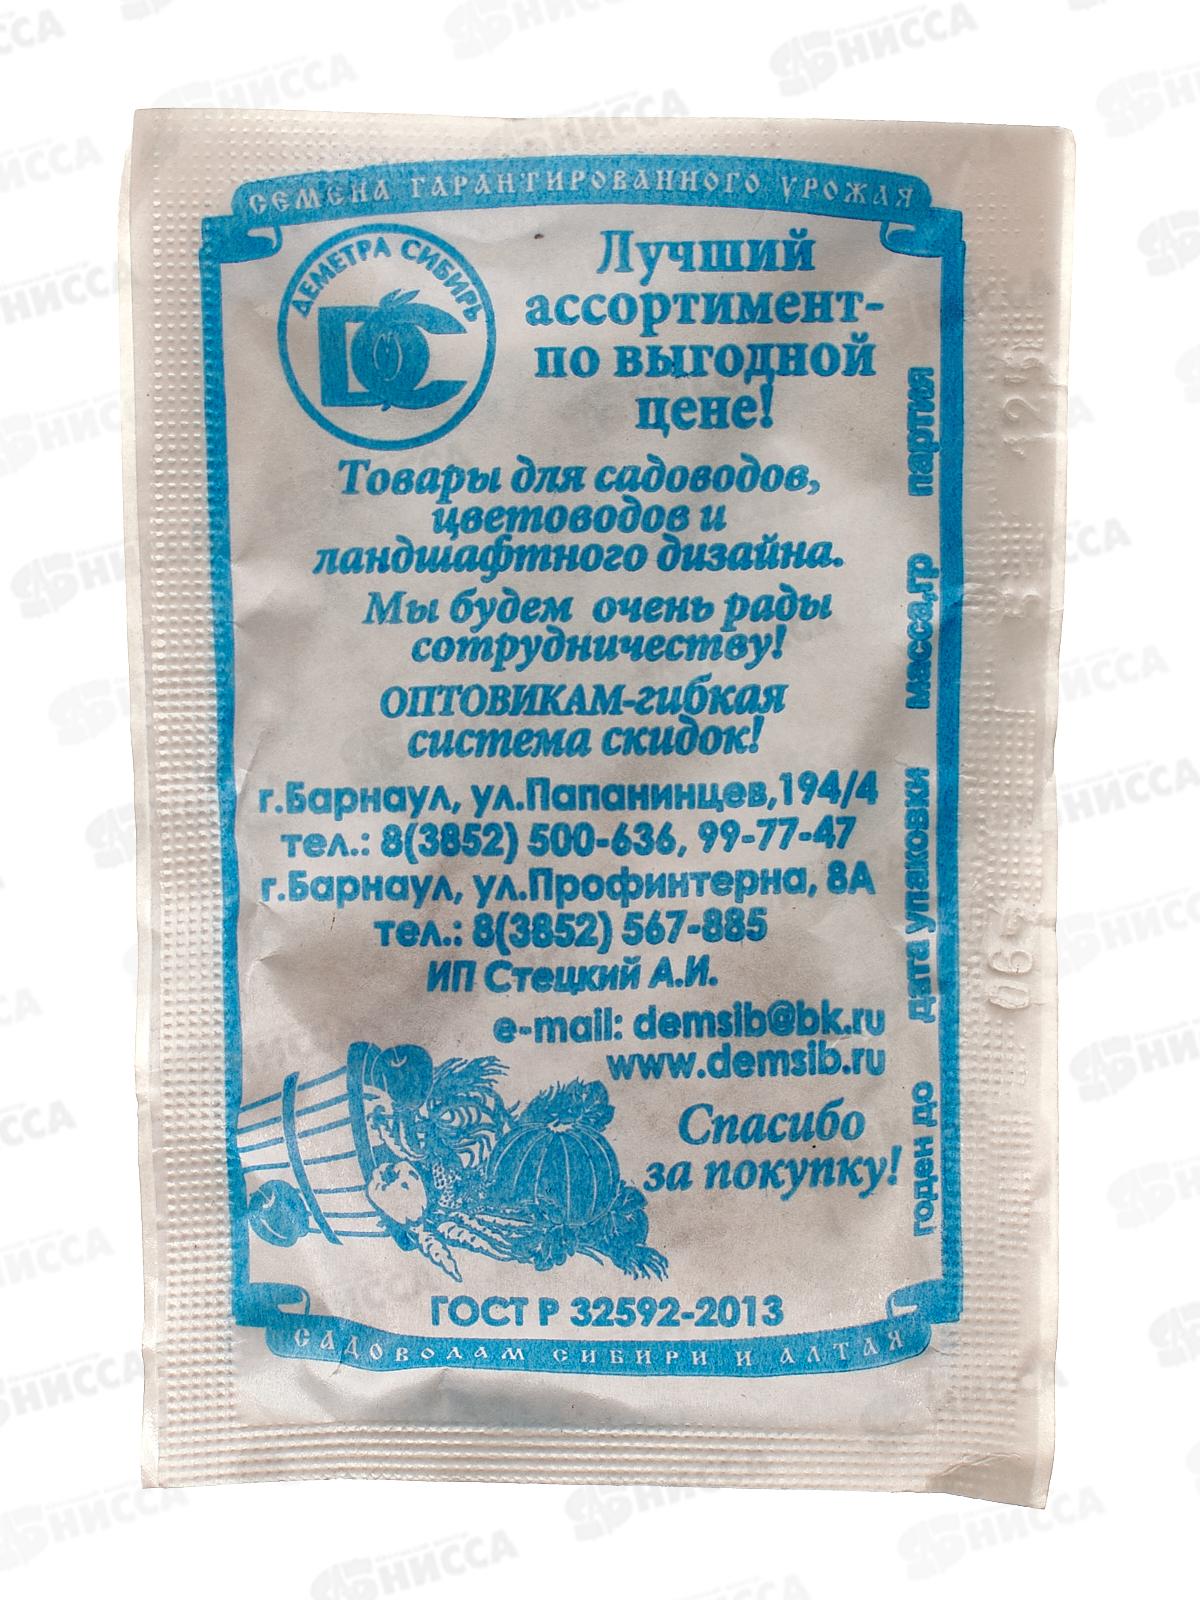 СЕМЕНА ГАРАНТИРОВАННОГО УРОЖАЯ
ДЕМЕТРА СИБИРЬ
ДС
Лучший
ассортимент-
по выгодной
цене!
Товары для садоводов,
цветоводов и
ландшафтного дизайна.
Мы будем очень рады
сотрудничеству!
ОПТОВИКАМ-гибкая
система скидок!
г.Барнаул, ул.Папанинцев,194/4
тел.: 8(3852) 500-636, 99-77-47
г.Барнаул, ул.Профинтерна, 8А
тел.: 8(3852) 567-885
ИП Стецкий А.И.
e-mail: demsib@bk.ru
www.demsib.ru
Спасибо
за покупку!
ГОСТ Р 32592-2013
САДОВОДАМ СИБИРИ И АЛТАЯ
годен до дата упаковки масса,гр партия
НИССА